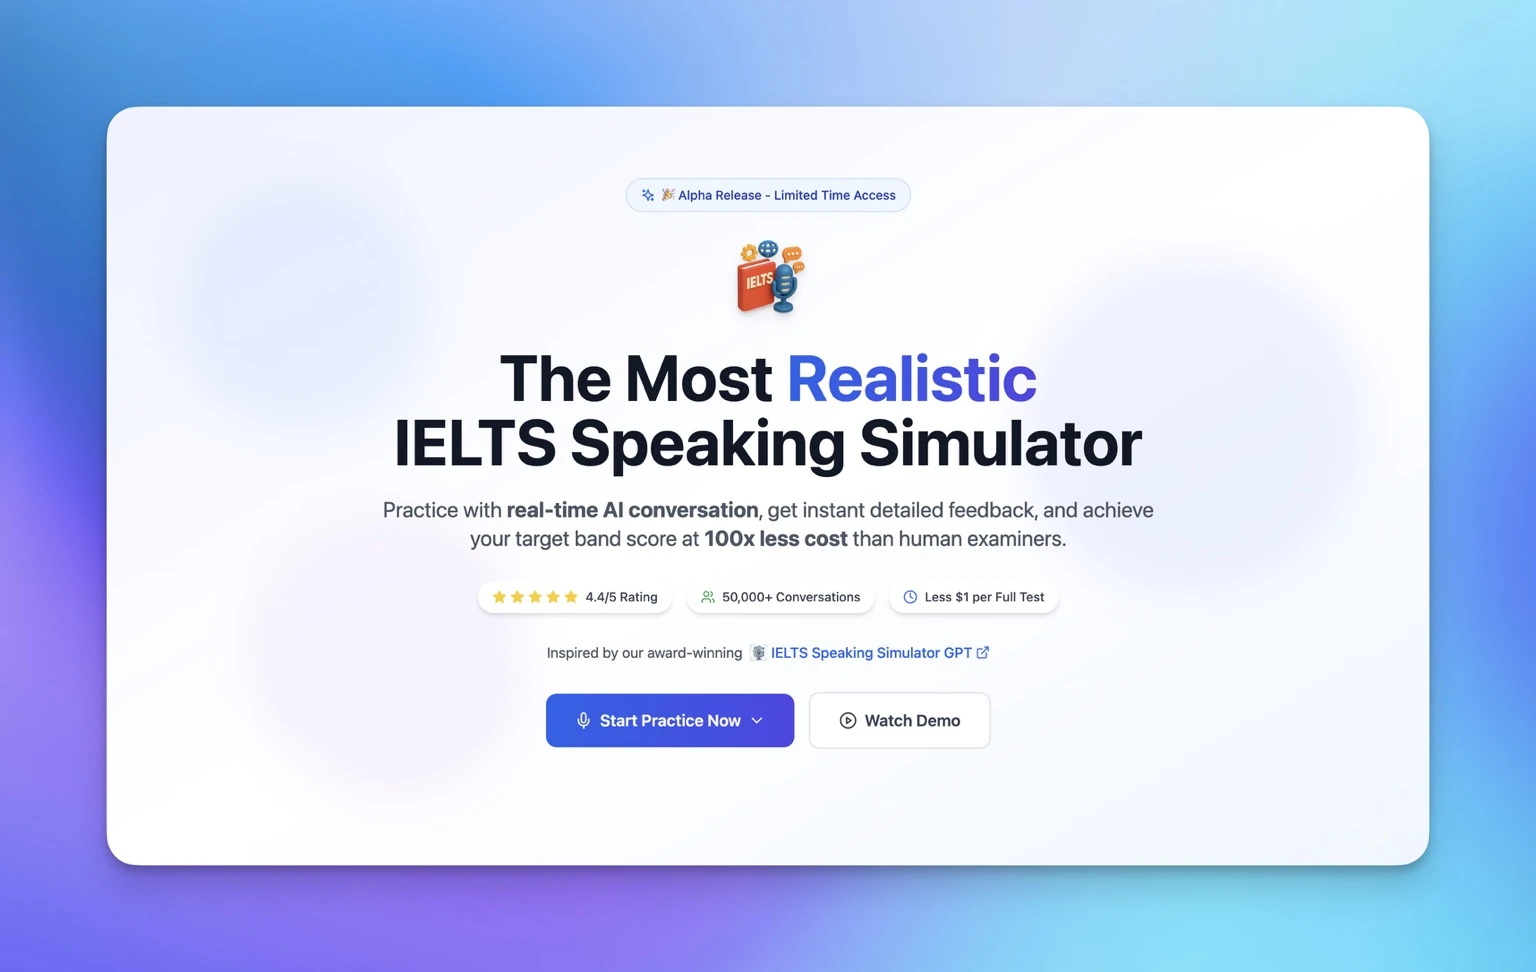 🎉 Alpha Release - Limited Time Access
IELTS
The Most Realistic
IELTS Speaking Simulator
Practice with real-time AI conversation, get instant detailed feedback, and achieve
your target band score at 100x less cost than human examiners.
4.4/5 Rating
50,000+ Conversations
Less $1 per Full Test
Inspired by our award-winning IELTS Speaking Simulator GPT
Start Practice Now
Watch Demo